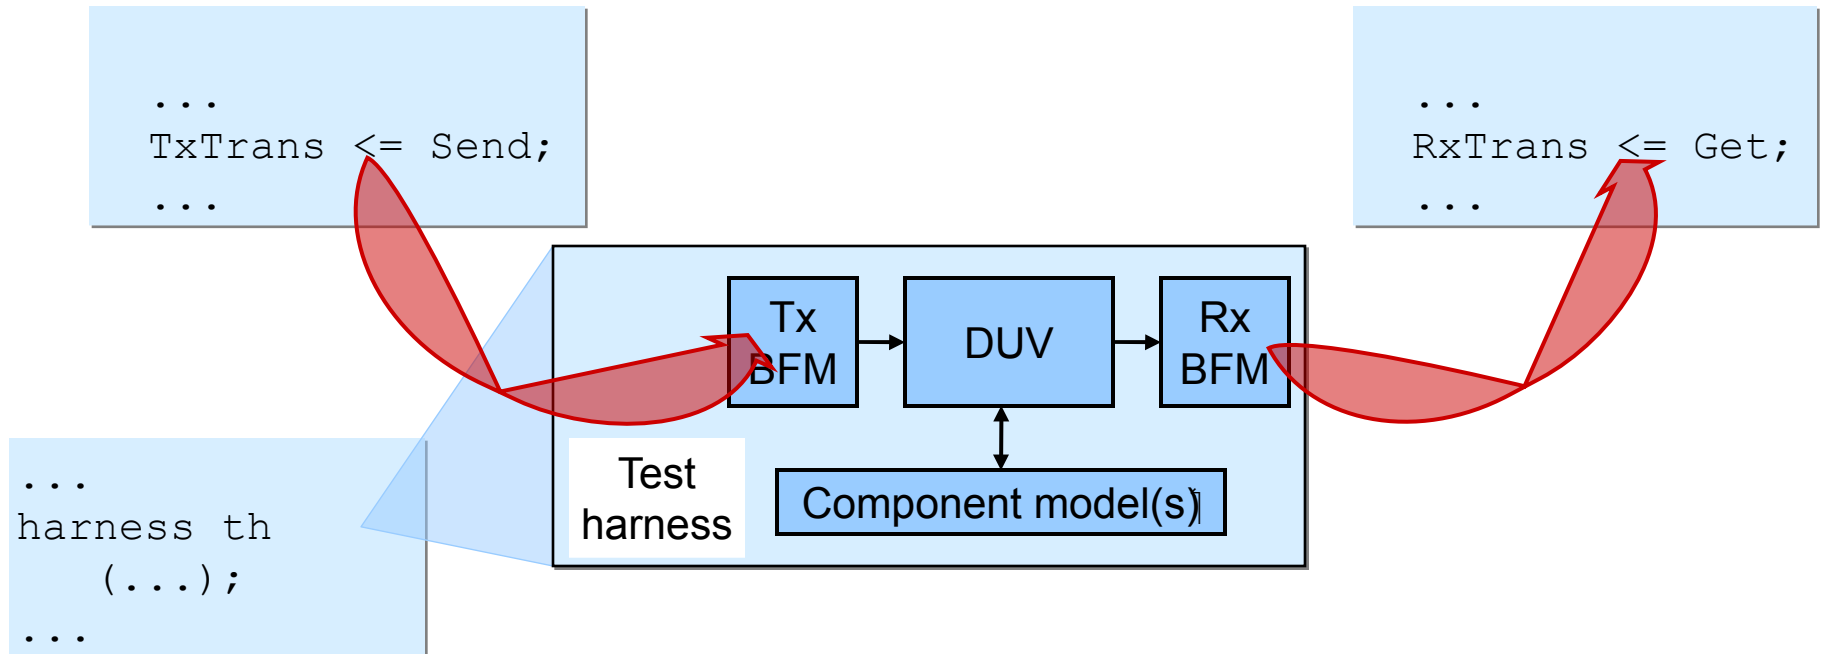 ...
TxTrans <= Send;
...
...
RxTrans <= Get;
...
Tx
BFM
DUV
Rx
BFM
Test
harness
Component model(s)
...
harness th
(...);
...